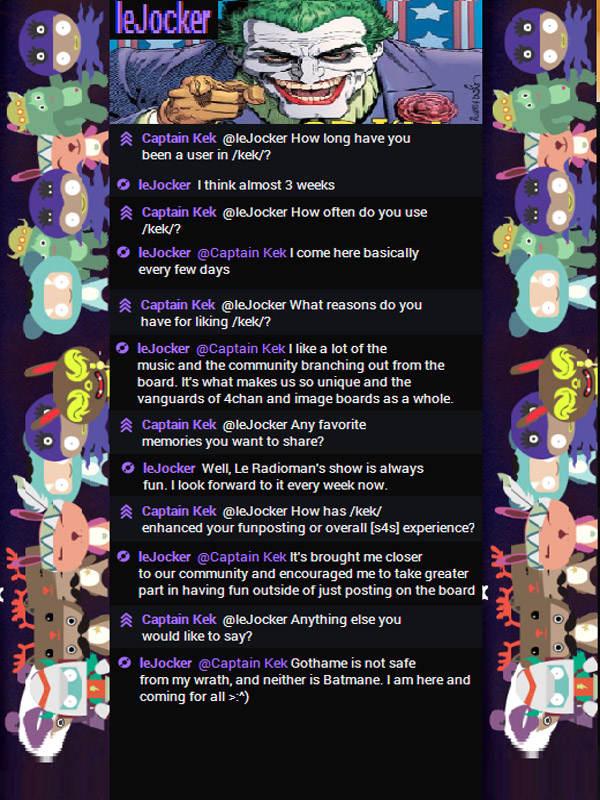 leJocker
Captain Kek @leJocker How long have you
been a user in /kek/?
leJocker I think almost 3 weeks
Captain Kek @leJocker How often do you use
/kek/?
leJocker @Captain Kek I come here basically
every few days
Captain Kek @leJocker What reasons do you
have for liking /kek/?
leJocker @Captain Kek I like a lot of the
music and the community branching out from the
board. It's what makes us so unique and the
vanguards of 4chan and image boards as a whole.
Captain Kek @leJocker Any favorite
memories you want to share?
leJocker Well, Le Radioman's show is always
fun. I look forward to it every week now.
Captain Kek @leJocker How has /kek/
enhanced your funposting or overall [s4s] experience?
leJocker @Captain Kek It's brought me closer
to our community and encouraged me to take greater
part in having fun outside of just posting on the board
Captain Kek @leJocker Anything else you
would like to say?
leJocker @Captain Kek Gothame is not safe
from my wrath, and neither is Batmane. I am here and
coming for all >:^)